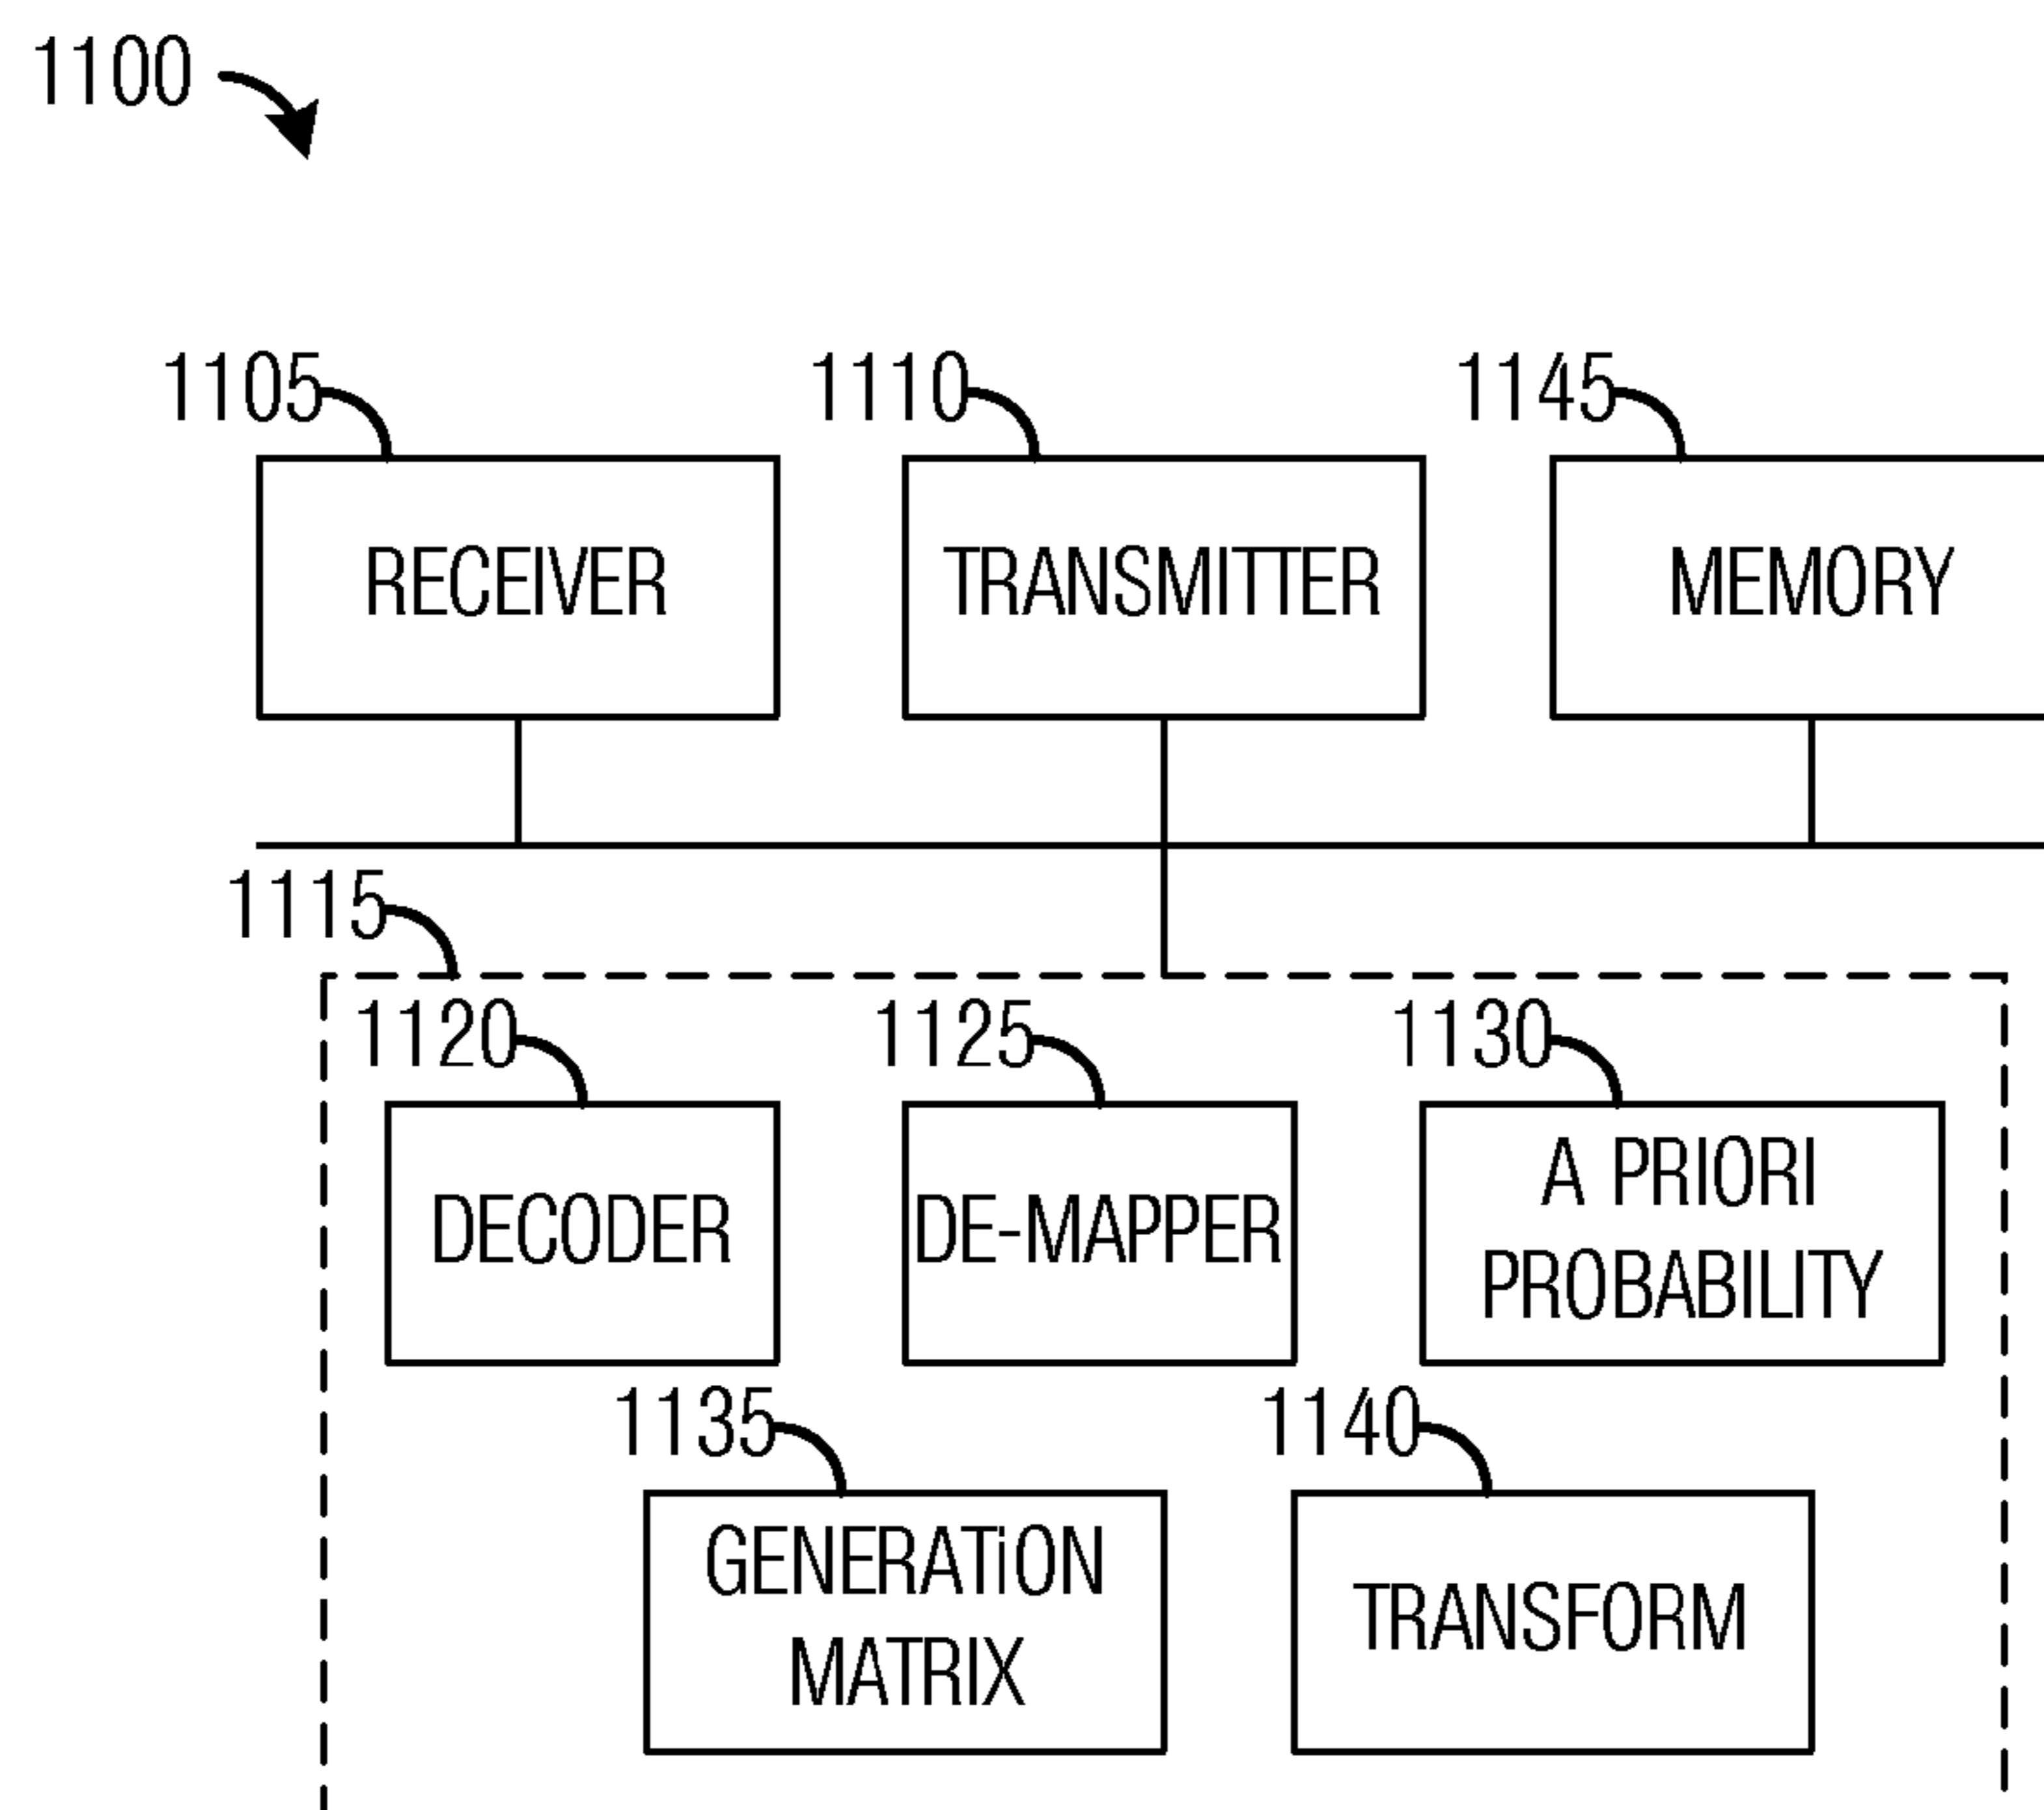 1100
1105
1110
1145
RECEIVER
TRANSMITTER
MEMORY
1115
1120
1125
1130
DECODER
DE-MAPPER
A PRIORI
PROBABILITY
1135
1140
GENERATiON
MATRIX
TRANSFORM